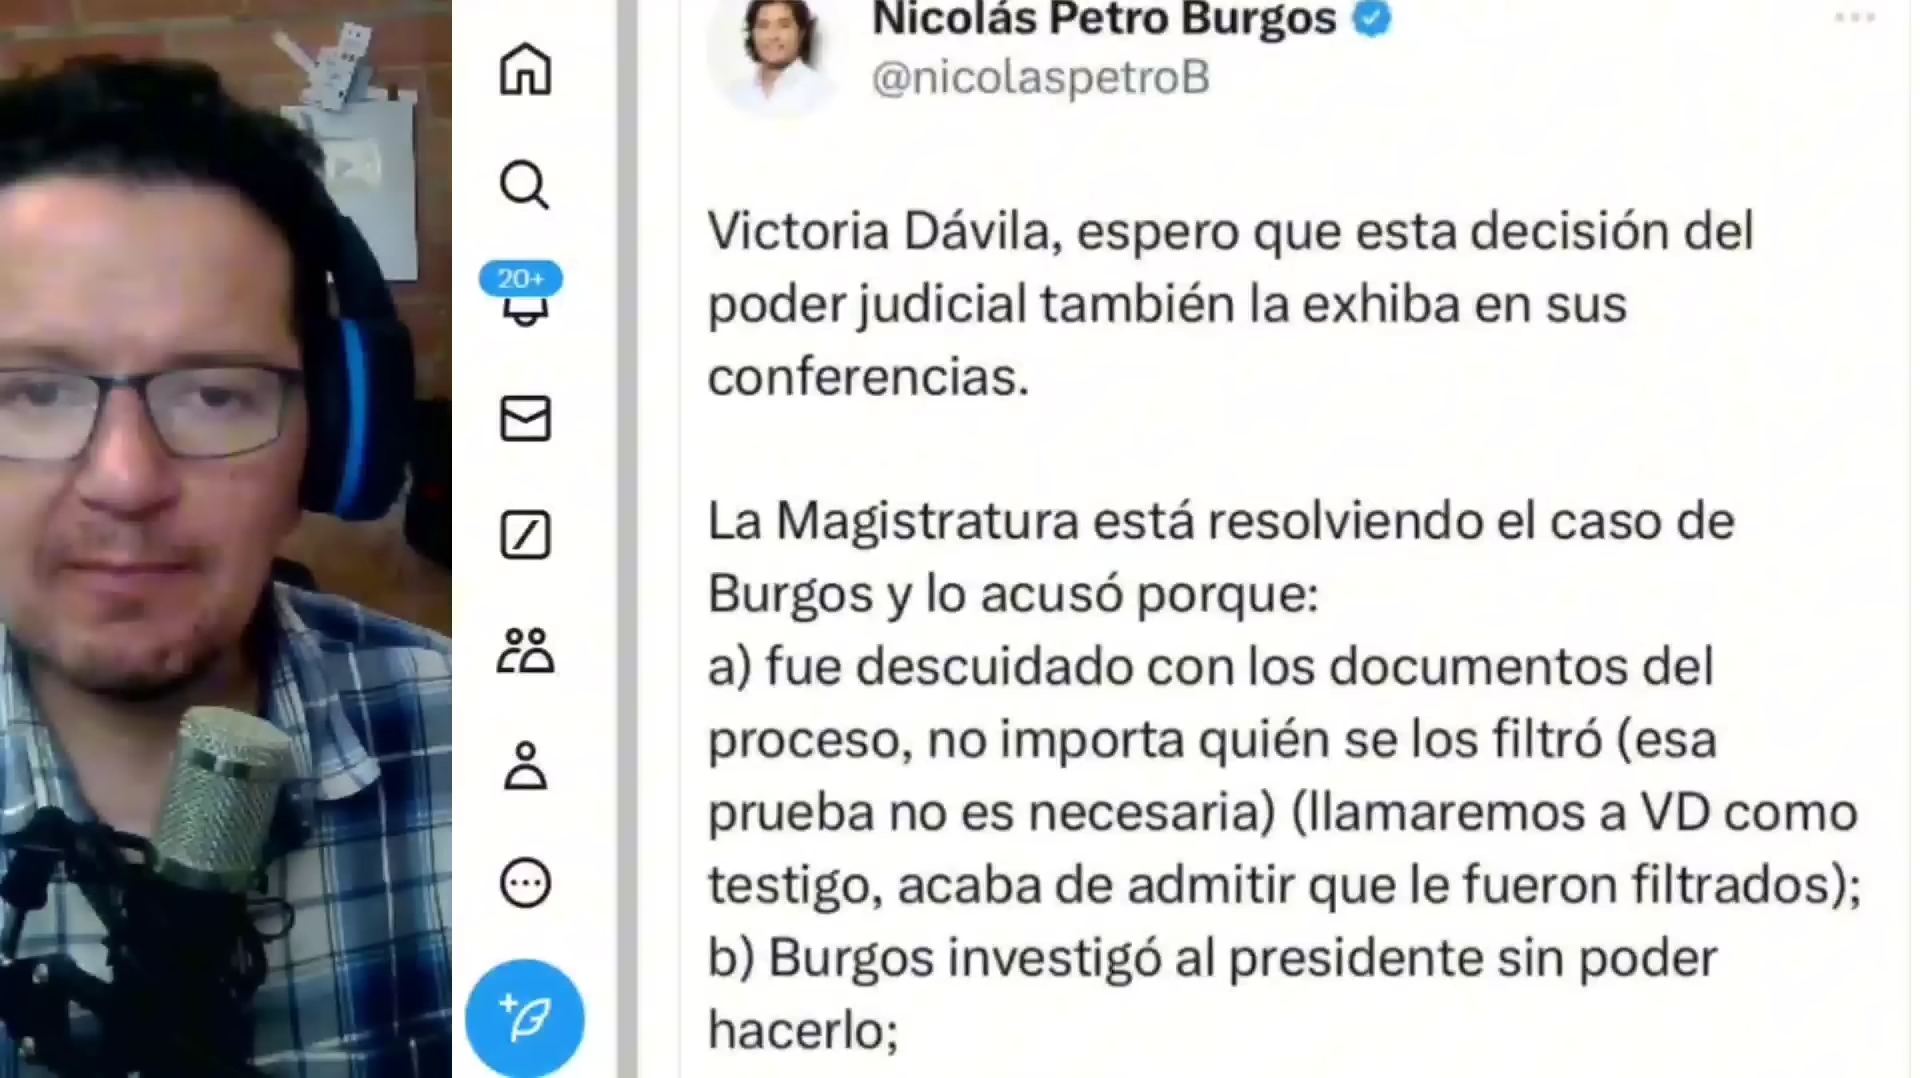 Nicolás Petro Burgos
@nicolaspetroB
Victoria Dávila, espero que esta decisión del
poder judicial también la exhiba en sus
conferencias.
La Magistratura está resolviendo el caso de
Burgos y lo acusó porque:
a) fue descuidado con los documentos del
proceso, no importa quién se los filtró (esa
prueba no es necesaria) (llamaremos a VD como
testigo, acaba de admitir que le fueron filtrados);
b) Burgos investigó al presidente sin poder
hacerlo;
20+